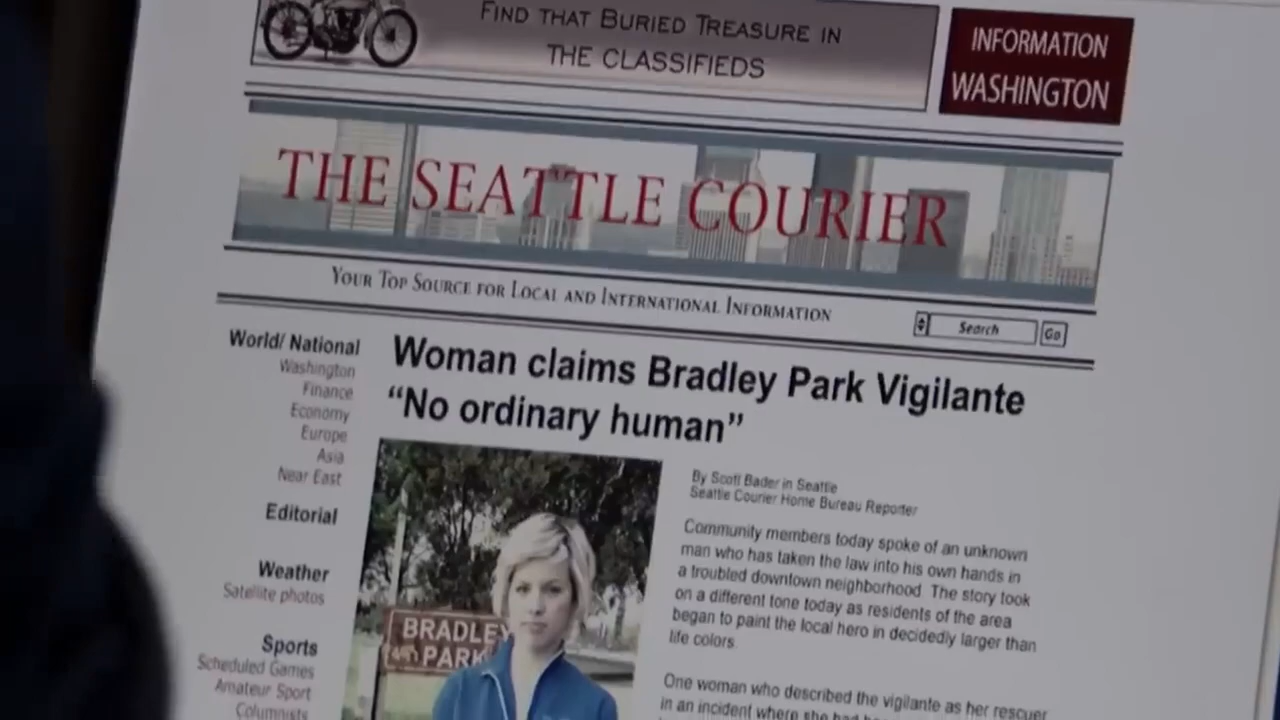 FIND THAT BURIED TREASURE IN
THE CLASSIFIEDS
INFORMATION
WASHINGTON
THE SEATTLE COURIER
YOUR TOP SOURCE FOR LOCAL AND INTERNATIONAL INFORMATION
Search
Go
World/ National
Washington
Finance
Economy
Europe
Asia
Near East
Editorial
Weather
Satellite photos
Sports
Scheduled Games
Amateur Sport
Columnists
Woman claims Bradley Park Vigilante
“No ordinary human”
BRADLEY
PARK
By Scott Bader in Seattle
Seattle Courier Home Bureau Reporter
Community members today spoke of an unknown
man who has taken the law into his own hands in
a troubled downtown neighborhood. The story took
on a different tone today as residents of the area
began to paint the local hero in decidedly larger than
life colors.
One woman who described the vigilante as her rescuer
in an incident where she had